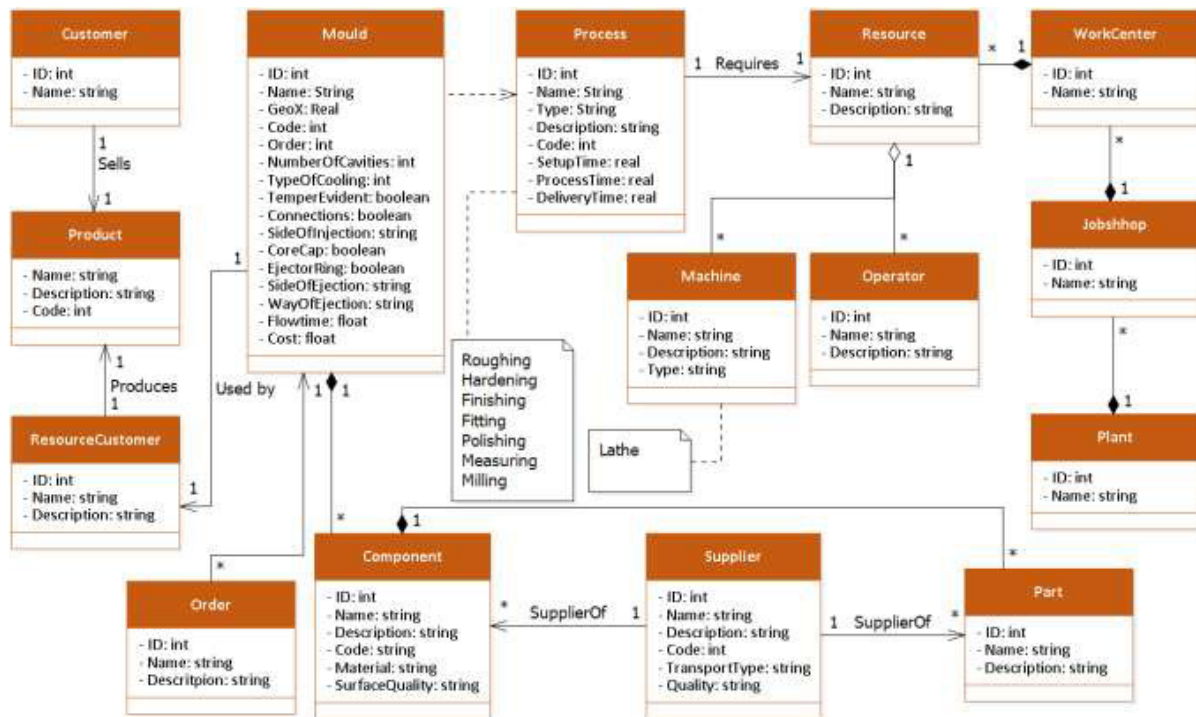 Customer
- ID: int
- Name: string
1
Sells
1
Product
- Name: string
- Description: string
- Code: int
1
Produces
1
ResourceCustomer
- ID: int
- Name: string
- Description: string
Mould
- ID: int
- Name: String
- GeoX: Real
- Code: int
- Order: int
- NumberOfCavities: int
- TypeOfCooling: int
- TemperEvident: boolean
- Connections: boolean
- SideOfInjection: string
- CoreCap: boolean
- EjectorRing: boolean
- SideOfEjection: string
- WayOfEjection: string
- Flowtime: float
- Cost: float
1
Used by
1
1
1
*
*
Order
- ID: int
- Name: string
- Descritpion: string
Process
- ID: int
- Name: String
- Type: String
- Description: string
- Code: int
- SetupTime: real
- ProcessTime: real
- DeliveryTime: real
Roughing
Hardening
Finishing
Fitting
Polishing
Measuring
Milling
1 Requires 1
Resource
- ID: int
- Name: string
- Description: string
* 1
1
* *
Machine
- ID: int
- Name: string
- Description: string
- Type: string
Lathe
Operator
- ID: int
- Name: string
- Description: string
WorkCenter
- ID: int
- Name: string
*
1
Jobshhop
- ID: int
- Name: string
*
1
Plant
- ID: int
- Name: string
Component
- ID: int
- Name: string
- Description: string
- Code: string
- Material: string
- SurfaceQuality: string
1
*
* SupplierOf 1
Supplier
- ID: int
- Name: string
- Description: string
- Code: int
- TransportType: string
- Quality: string
1 SupplierOf *
Part
- ID: int
- Name: string
- Description: string